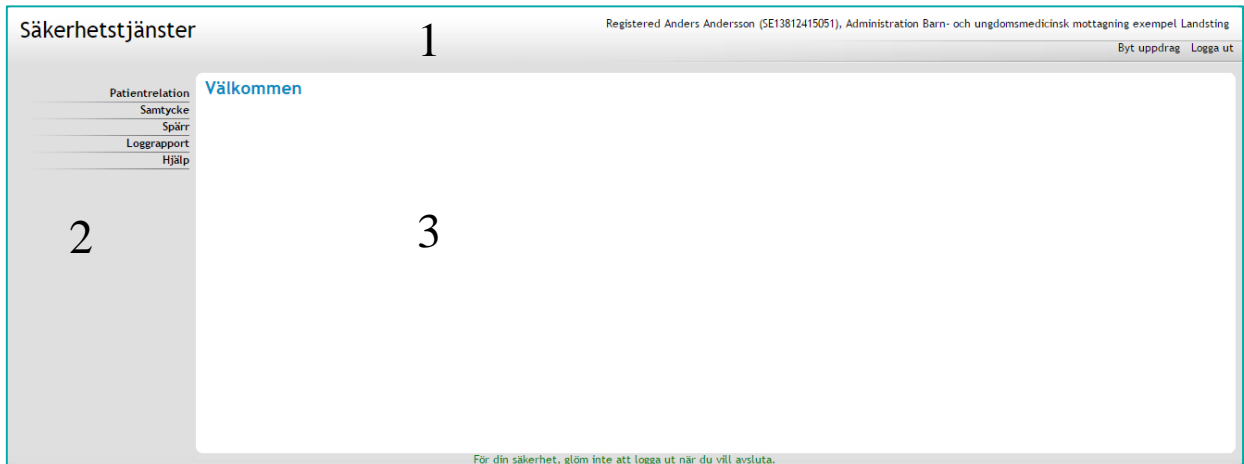 Säkerhetstjänster
1
Registered Anders Andersson (SE13812415051), Administration Barn- och ungdomsmedicinsk mottagning exempel Landsting
Byt uppdrag Logga ut
Patientrelation
Samtycke
Spärr
Loggrapport
Hjälp
Välkommen
2
3
För din säkerhet, glöm inte att logga ut när du vill avsluta.